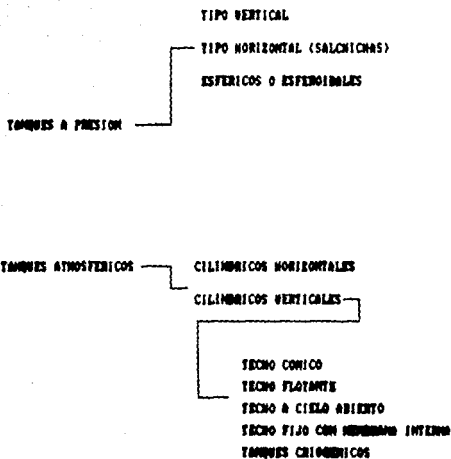 TIPO VERTICAL
TIPO HORIZONTAL (SALCHICHAS)
ESFERICOS O ESFEROIDALES
TANQUES A PRESION
TANQUES ATMOSFERICOS
CILINDRICOS HORIZONTALES
CILINDRICOS VERTICALES
TECHO CONICO
TECHO FLOTANTE
TECHO A CIELO ABIERTO
TECHO FIJO CON MEMBRANA INTERNA
TANQUES CRIOGENICOS